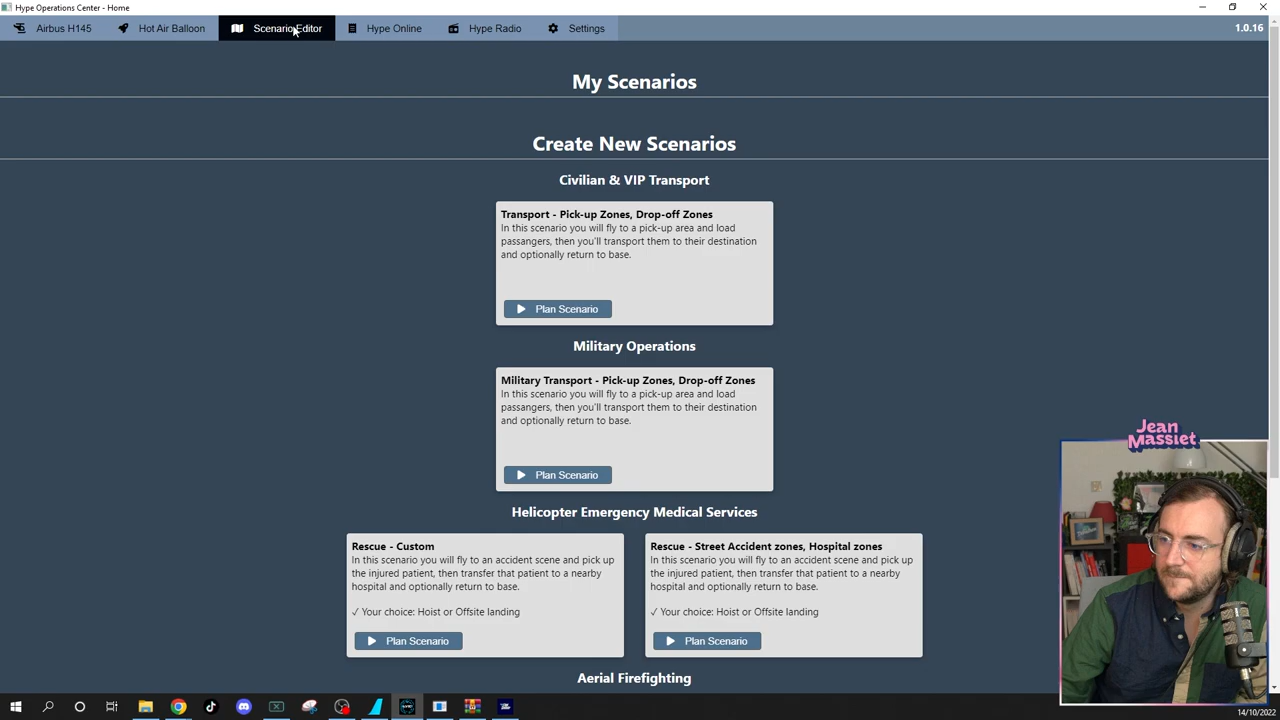 Hype Operations Center - Home
Airbus H145
Hot Air Balloon
Scenario Editor
Hype Online
Hype Radio
Settings
1.0.16
My Scenarios
Create New Scenarios
Civilian & VIP Transport
Transport - Pick-up Zones, Drop-off Zones
In this scenario you will fly to a pick-up area and load
passangers, then you'll transport them to their destination
and optionally return to base.
Plan Scenario
Military Operations
Military Transport - Pick-up Zones, Drop-off Zones
In this scenario you will fly to a pick-up area and load
passangers, then you'll transport them to their destination
and optionally return to base.
Plan Scenario
Helicopter Emergency Medical Services
Rescue - Custom
In this scenario you will fly to an accident scene and pick up
the injured patient, then transfer that patient to a nearby
hospital and optionally return to base.
✓ Your choice: Hoist or Offsite landing
Plan Scenario
Rescue - Street Accident zones, Hospital zones
In this scenario you will fly to an accident scene and pick up
the injured patient, then transfer that patient to a nearby
hospital and optionally return to base.
✓ Your choice: Hoist or Offsite landing
Plan Scenario
Aerial Firefighting
Jean
Massiet
14/10/2022